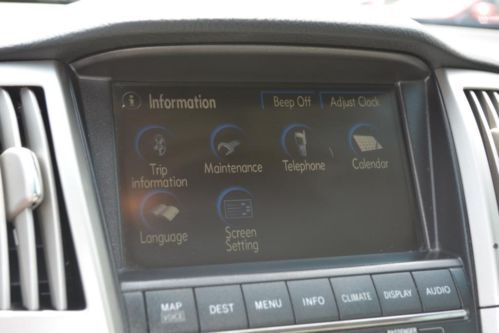 Information
Beep Off
Adjust Clock
Trip
information
Maintenance
Telephone
Calendar
Language
Screen
Setting
MAP
VOICE
DEST
MENU
INFO
CLIMATE
DISPLAY
AUDIO
PASSENGER